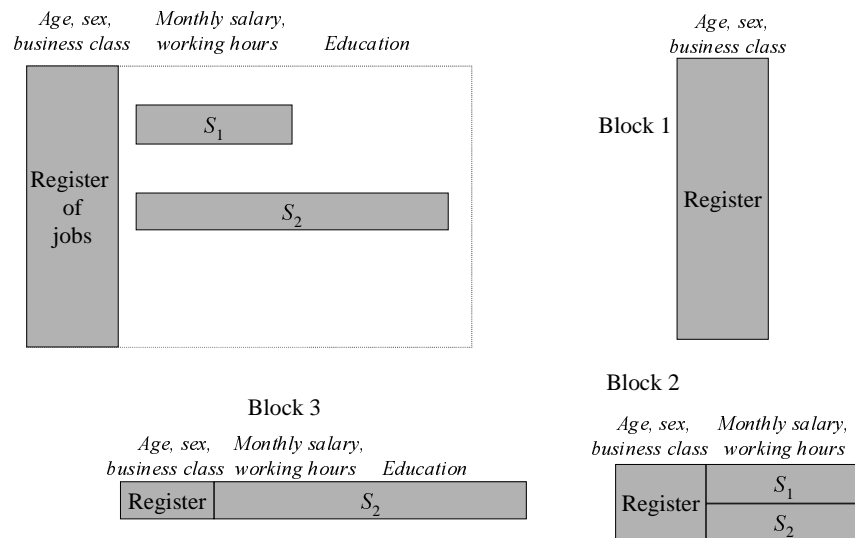 Age, sex,
business class
Monthly salary,
working hours
Education
Register
of
jobs
S1
S2
Age, sex,
business class
Block 1
Register
Block 3
Age, sex,
business class
Monthly salary,
working hours
Education
Register
S2
Block 2
Age, sex,
business class
Monthly salary,
working hours
Register
S1
S2